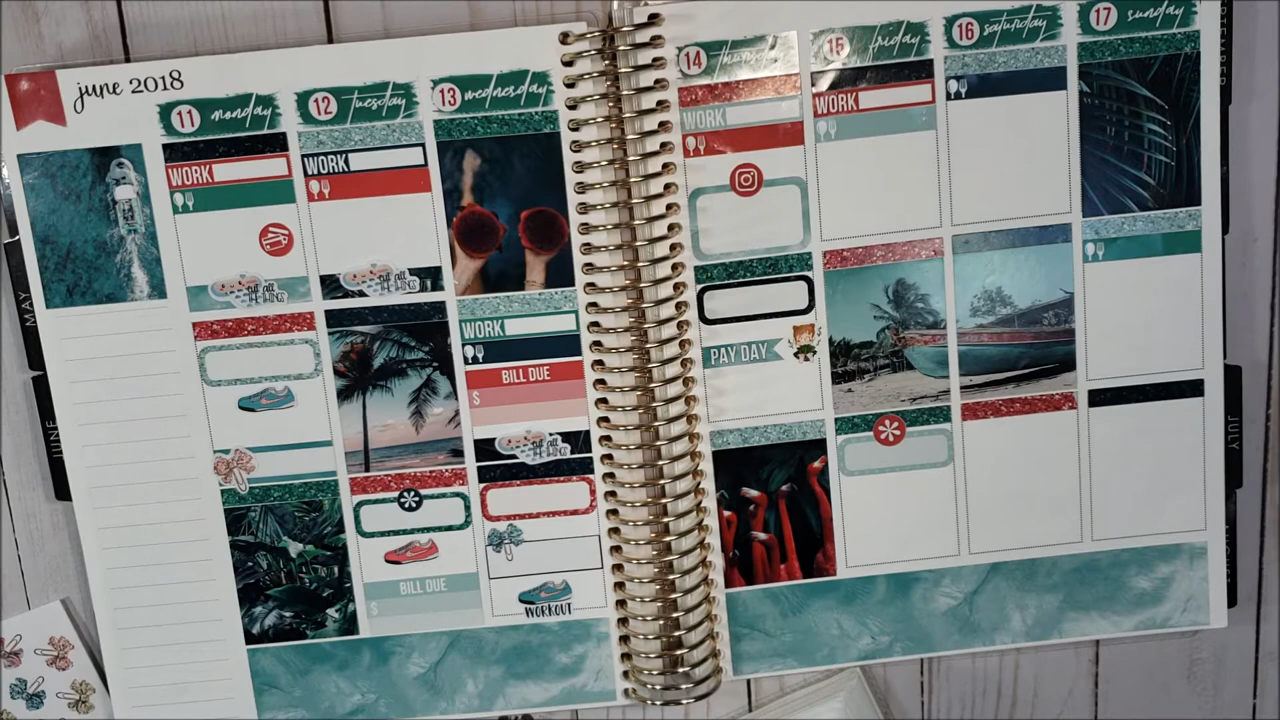 june 2018
11 monday
12 tuesday
13 wednesday
14 thursday
15 friday
16 saturday
17 sunday
WORK
WORK
WORK
WORK
WORK
BILL DUE
$
PAY DAY
BILL DUE
$
WORKOUT
MAY
JUNE
JULY